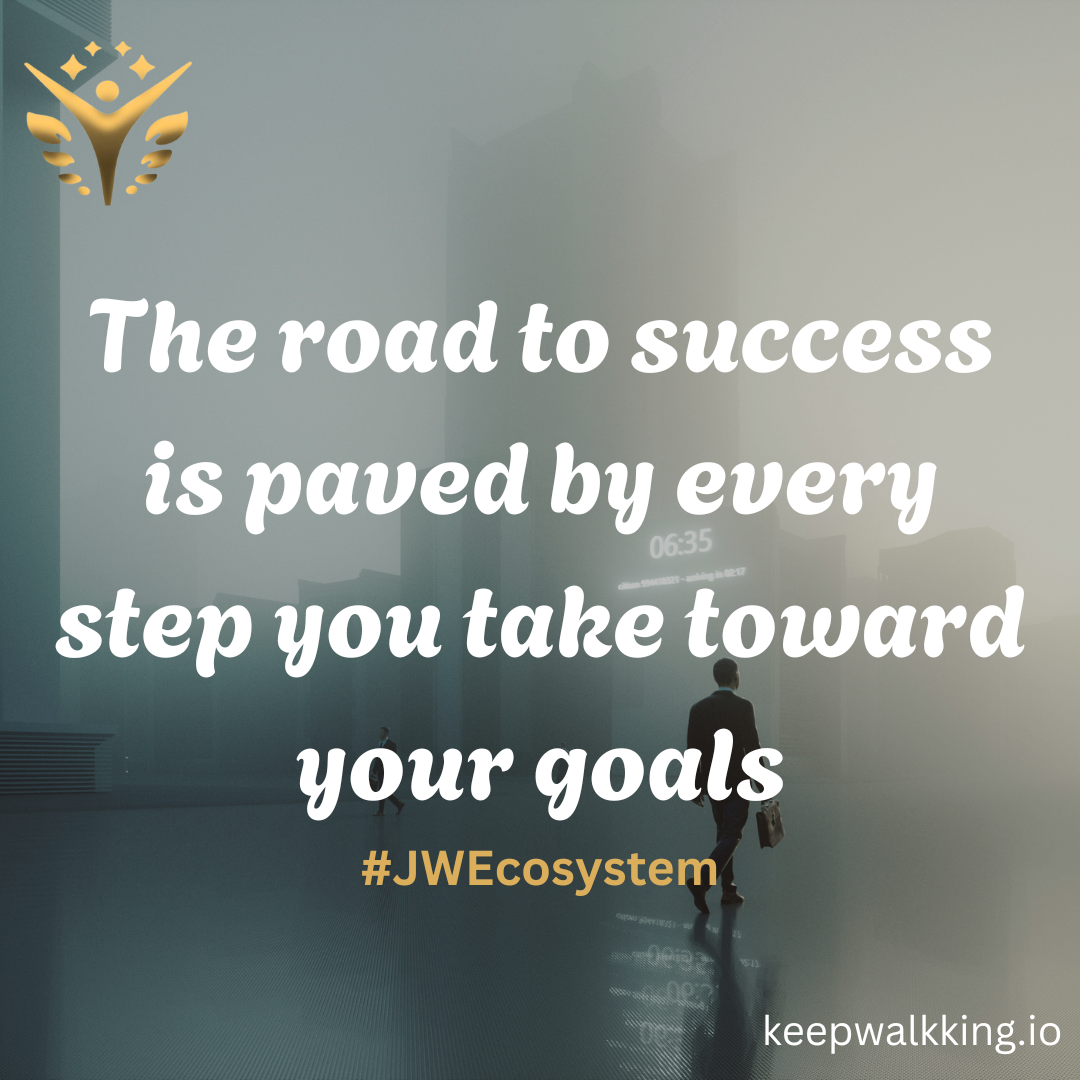 The road to success
is paved by every
06:35
step you take toward
your goals
#JWEcosystem
keepwalkking.io